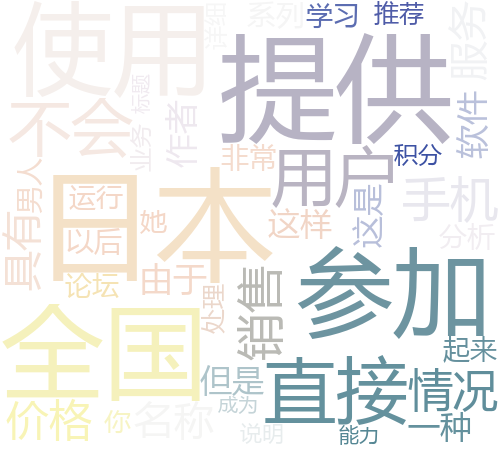 使用
详细
系列
学习
推荐
服务
提供
不会
标题
业务
作者
非常
用户
积分
软件
男人
日本
运行
她
具有
以后
这样
这是
手机
分析
论坛
由于
处理
销售
参加
全国
但是
直接
起来
情况
价格
你
名称
成为
说明
能力
一种